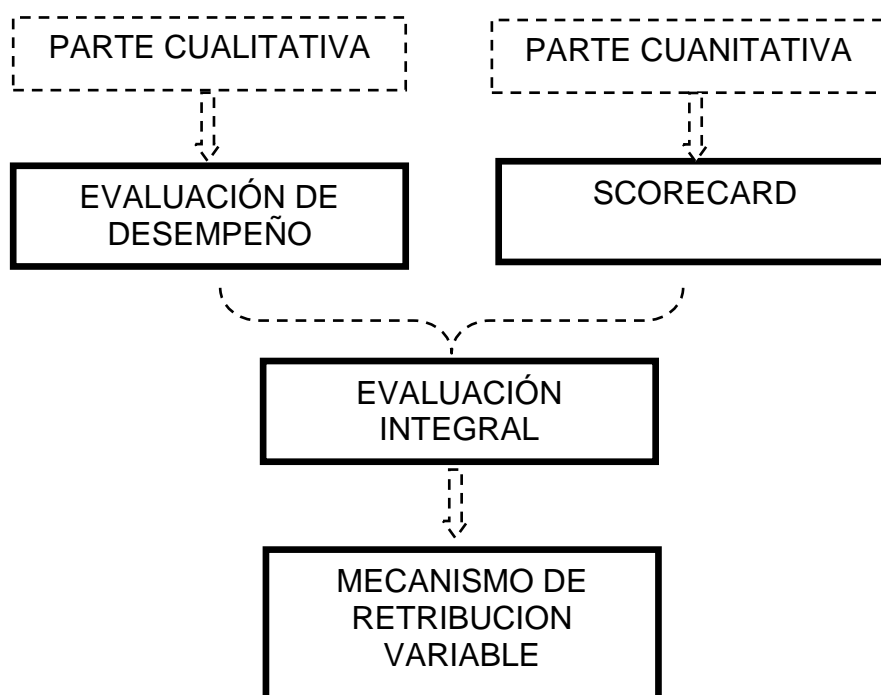 PARTE CUALITATIVA
PARTE CUANITATIVA
EVALUACIÓN DE
DESEMPEÑO
SCORECARD
EVALUACIÓN
INTEGRAL
MECANISMO DE
RETRIBUCION
VARIABLE